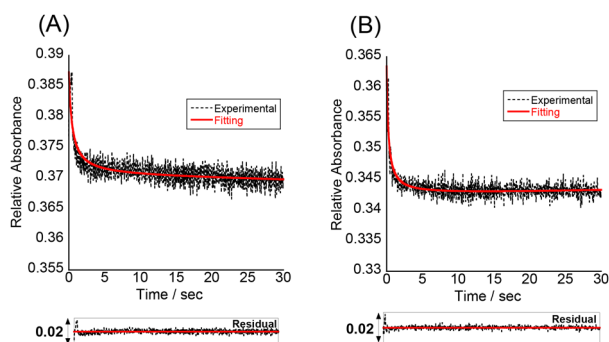 (A)
0.39
0.385
0.38
0.375
0.37
0.365
0.36
0.355
Relative Absorbance
Experimental
Fitting
0 5 10 15 20 25 30
Time / sec
0.02
Residual
(B)
0.365
0.36
0.355
0.35
0.345
0.34
0.335
0.33
Relative Absorbance
Experimental
Fitting
0 5 10 15 20 25 30
Time / sec
0.02
Residual